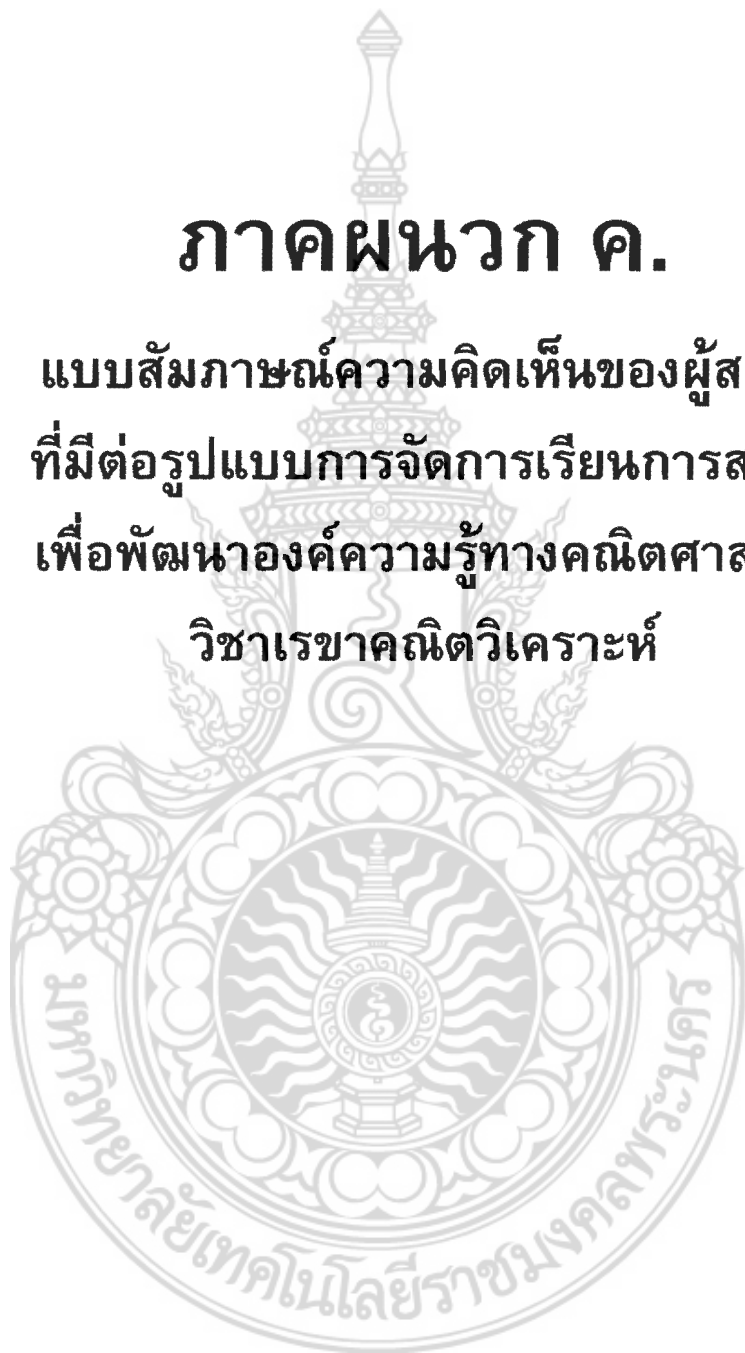 ภาคผนวก ค.
แบบสัมภาษณ์ความคิดเห็นของผู้ส
ที่มีต่อรูปแบบการจัดการเรียนการส
เพื่อพัฒนาองค์ความรู้ทางคณิตศาส
วิชาเรขาคณิตวิเคราะห์
มหาวิทยาลัยเทคโนโลยีราชมงคลพระนคร